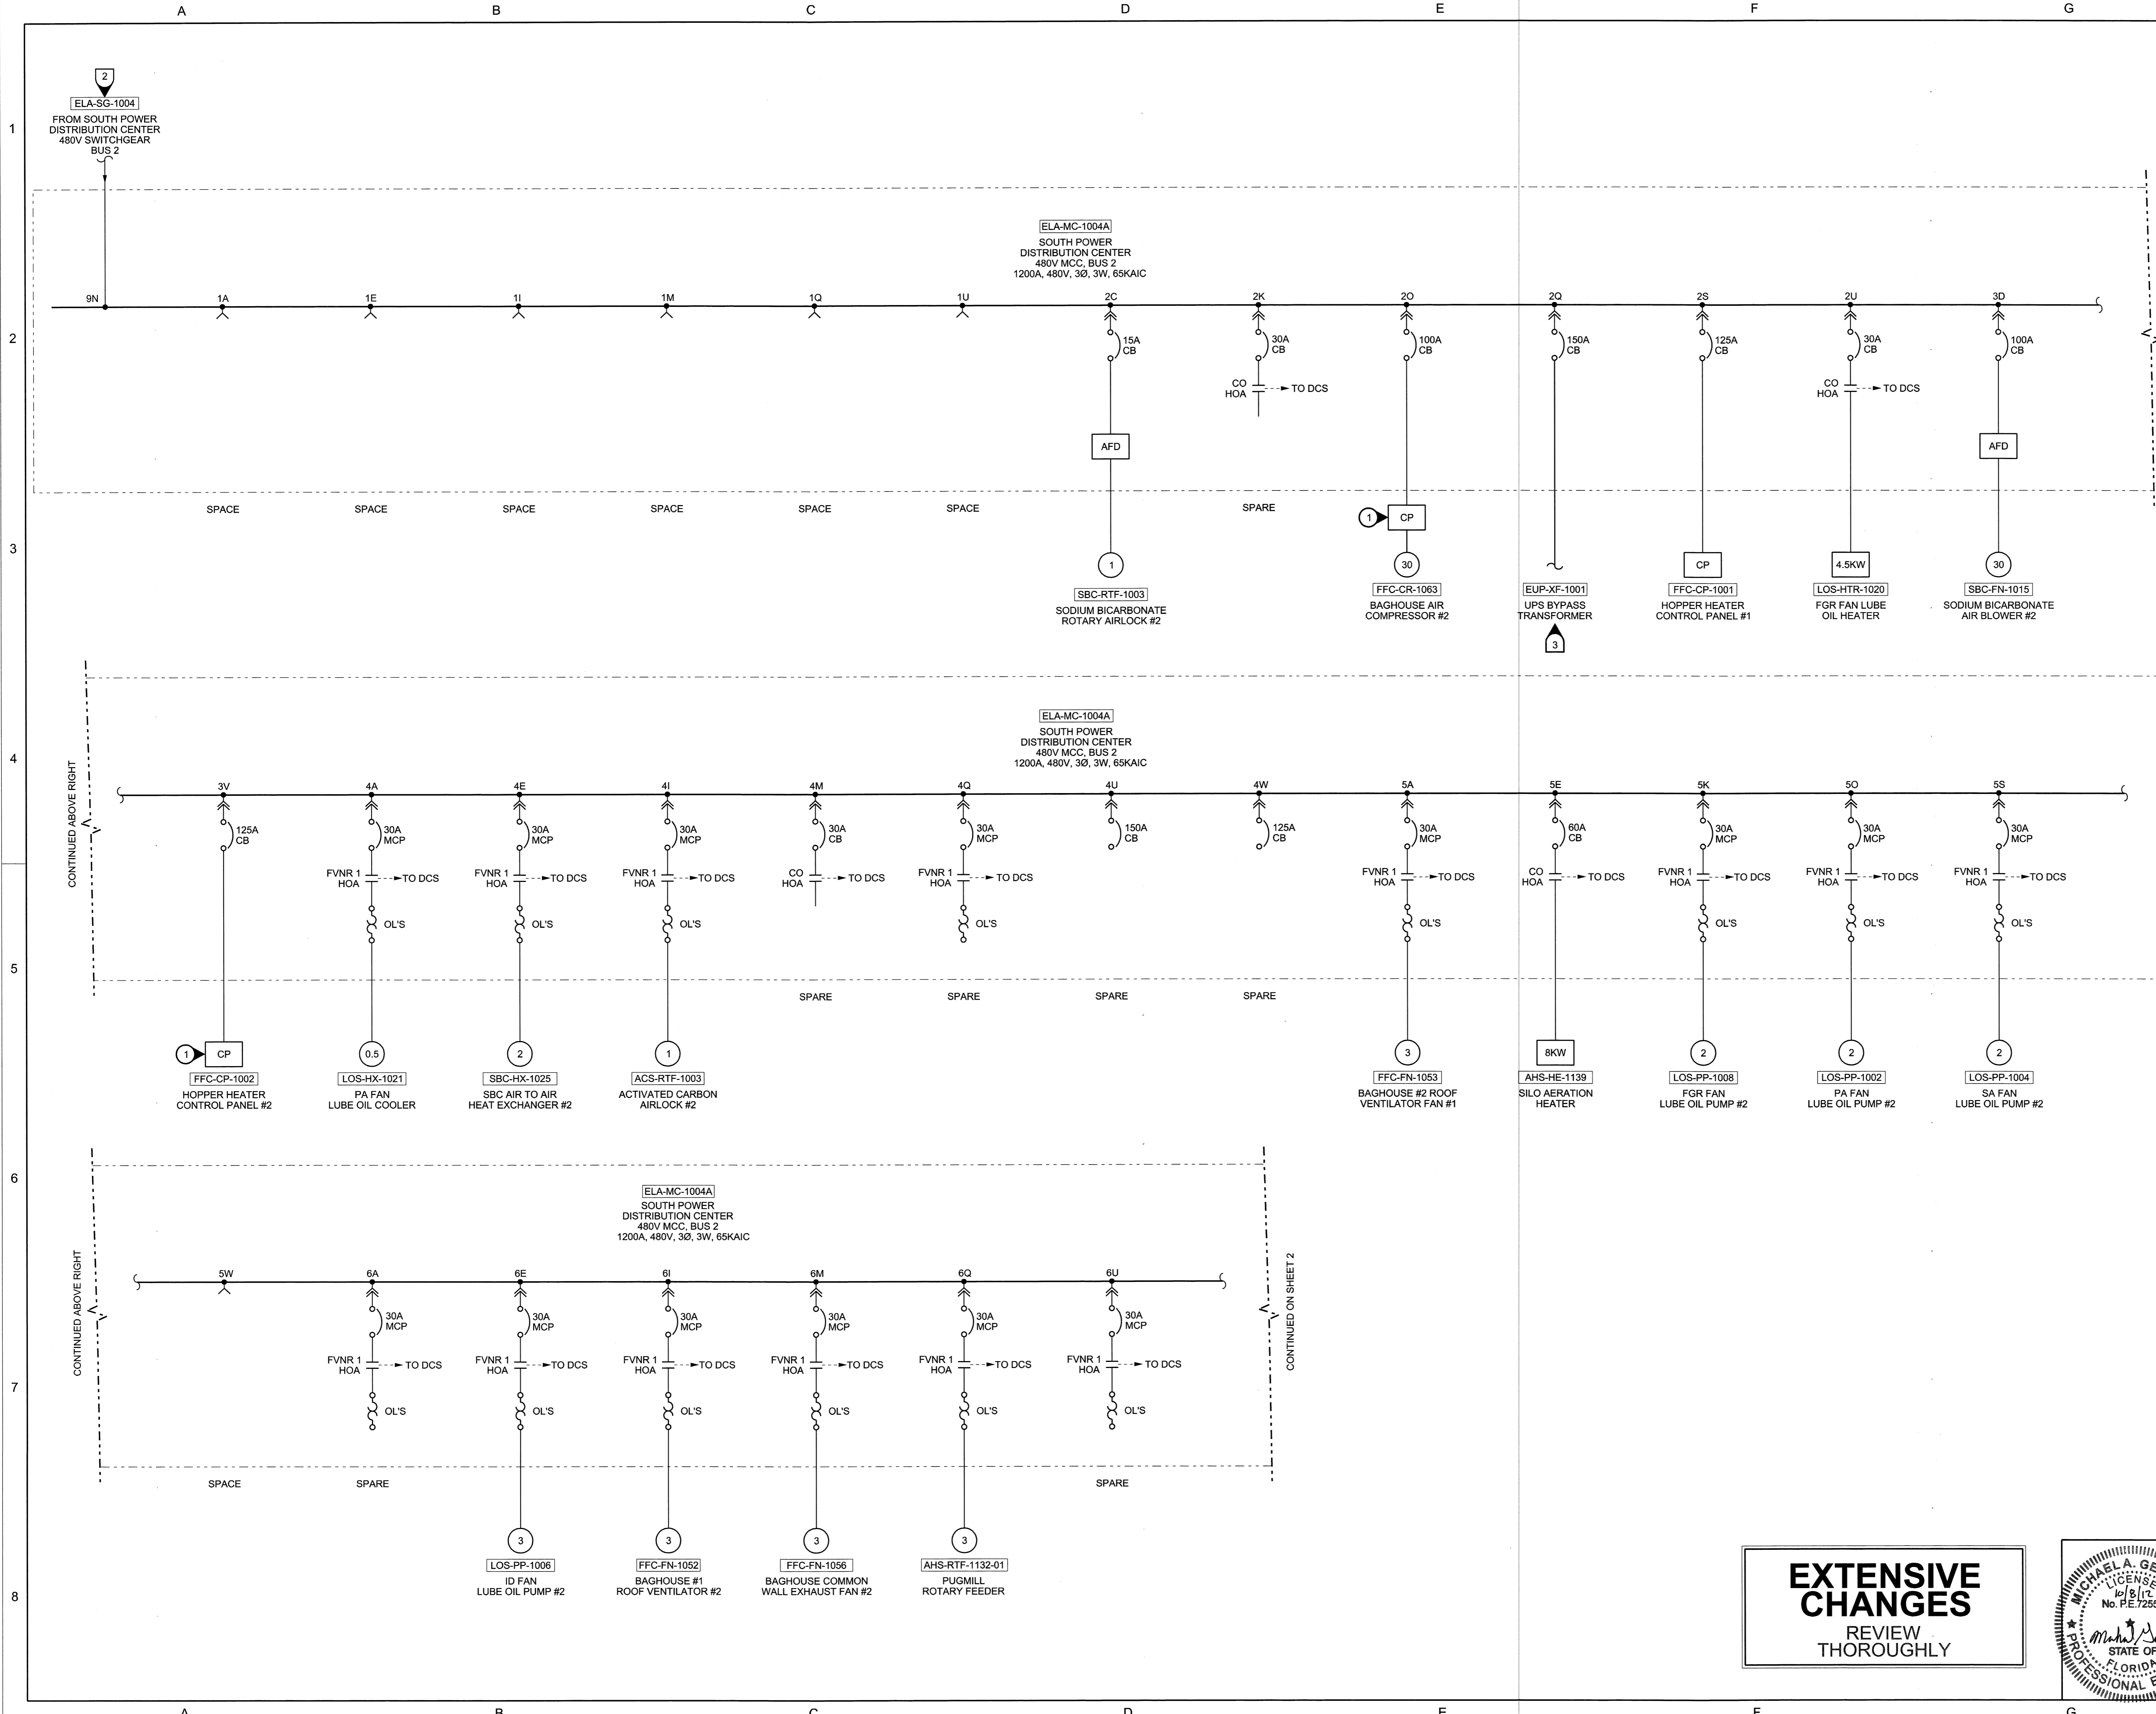 A B C D E F G
1
2
ELA-SG-1004
FROM SOUTH POWER
DISTRIBUTION CENTER
480V SWITCHGEAR
BUS 2
ELA-MC-1004A
SOUTH POWER
DISTRIBUTION CENTER
480V MCC, BUS 2
1200A, 480V, 3Ø, 3W, 65KAIC
9N 1A 1E 1I 1M 1Q 1U 2C 2K 2O 2Q 2S 2U 3D
2
15A CB
30A CB
100A CB
150A CB
125A CB
30A CB
100A CB
CO HOA TO DCS
CO HOA TO DCS
AFD
AFD
SPACE SPACE SPACE SPACE SPACE SPACE SPARE
1 CP
3
1
SBC-RTF-1003
SODIUM BICARBONATE
ROTARY AIRLOCK #2
30
FFC-CR-1063
BAGHOUSE AIR
COMPRESSOR #2
EUP-XF-1001
UPS BYPASS
TRANSFORMER
3
CP
FFC-CP-1001
HOPPER HEATER
CONTROL PANEL #1
4.5KW
LOS-HTR-1020
FGR FAN LUBE
OIL HEATER
30
SBC-FN-1015
SODIUM BICARBONATE
AIR BLOWER #2
4
CONTINUED ABOVE RIGHT
ELA-MC-1004A
SOUTH POWER
DISTRIBUTION CENTER
480V MCC, BUS 2
1200A, 480V, 3Ø, 3W, 65KAIC
3V 4A 4E 4I 4M 4Q 4U 4W 5A 5E 5K 5O 5S
125A CB
30A MCP
30A MCP
30A MCP
30A CB
30A MCP
150A CB
125A CB
30A MCP
60A CB
30A MCP
30A MCP
30A MCP
FVNR 1 HOA TO DCS
FVNR 1 HOA TO DCS
FVNR 1 HOA TO DCS
CO HOA TO DCS
FVNR 1 HOA TO DCS
FVNR 1 HOA TO DCS
CO HOA TO DCS
FVNR 1 HOA TO DCS
FVNR 1 HOA TO DCS
FVNR 1 HOA TO DCS
OL'S OL'S OL'S OL'S OL'S OL'S OL'S OL'S
5
SPARE SPARE SPARE SPARE
1 CP
FFC-CP-1002
HOPPER HEATER
CONTROL PANEL #2
0.5
LOS-HX-1021
PA FAN
LUBE OIL COOLER
2
SBC-HX-1025
SBC AIR TO AIR
HEAT EXCHANGER #2
1
ACS-RTF-1003
ACTIVATED CARBON
AIRLOCK #2
3
FFC-FN-1053
BAGHOUSE #2 ROOF
VENTILATOR FAN #1
8KW
AHS-HE-1139
SILO AERATION
HEATER
2
LOS-PP-1008
FGR FAN
LUBE OIL PUMP #2
2
LOS-PP-1002
PA FAN
LUBE OIL PUMP #2
2
LOS-PP-1004
SA FAN
LUBE OIL PUMP #2
6
CONTINUED ABOVE RIGHT
ELA-MC-1004A
SOUTH POWER
DISTRIBUTION CENTER
480V MCC, BUS 2
1200A, 480V, 3Ø, 3W, 65KAIC
CONTINUED ON SHEET 2
5W 6A 6E 6I 6M 6Q 6U
30A MCP
30A MCP
30A MCP
30A MCP
30A MCP
30A MCP
7
FVNR 1 HOA TO DCS
FVNR 1 HOA TO DCS
FVNR 1 HOA TO DCS
FVNR 1 HOA TO DCS
FVNR 1 HOA TO DCS
FVNR 1 HOA TO DCS
OL'S OL'S OL'S OL'S OL'S OL'S
SPACE SPARE SPARE
3
LOS-PP-1006
ID FAN
LUBE OIL PUMP #2
3
FFC-FN-1052
BAGHOUSE #1
ROOF VENTILATOR #2
3
FFC-FN-1056
BAGHOUSE COMMON
WALL EXHAUST FAN #2
3
AHS-RTF-1132-01
PUGMILL
ROTARY FEEDER
8
EXTENSIVE
CHANGES
REVIEW
THOROUGHLY
MICHAEL A.
10/8/12
No. P.E.
STATE OF
FLORIDA
PROFESSIONAL